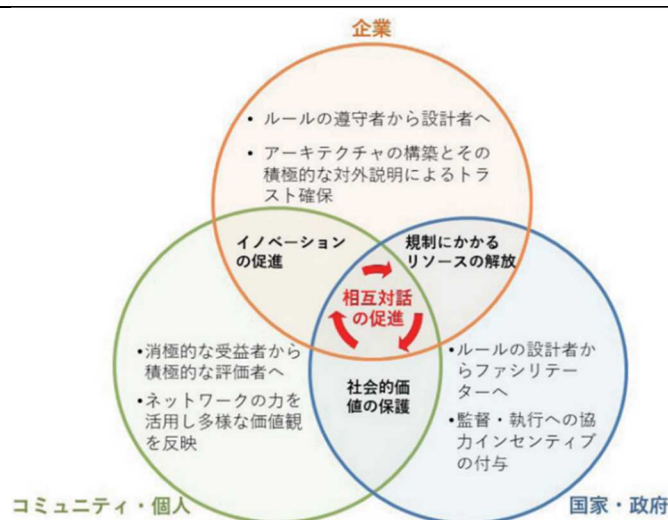 企業
• ルールの遵守者から設計者へ
• アーキテクチャの構築とその
積極的な対外説明によるトラ
スト確保
イノベーション
の促進
規制にかかる
リソースの解放
相互対話
の促進
•消極的な受益者から
積極的な評価者へ
•ネットワークの力を
活用し多様な価値観
を反映
社会的価
値の保護
•ルールの設計者か
らファシリテー
ターへ
•監督・執行への協
力インセンティブ
の付与
コミュニティ・個人
国家・政府